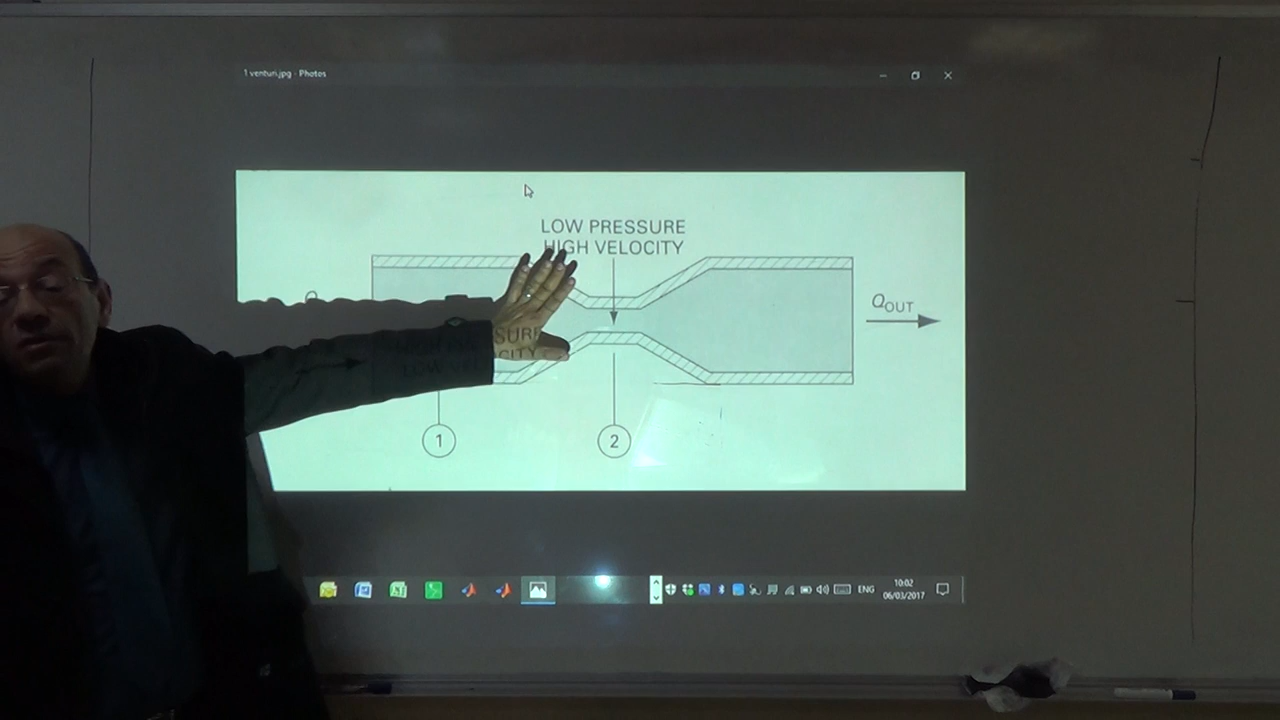 1 venturi.jpg - Photos
LOW PRESSURE
HIGH VELOCITY
QOUT
1
2
ENG
10:02
06/03/2017